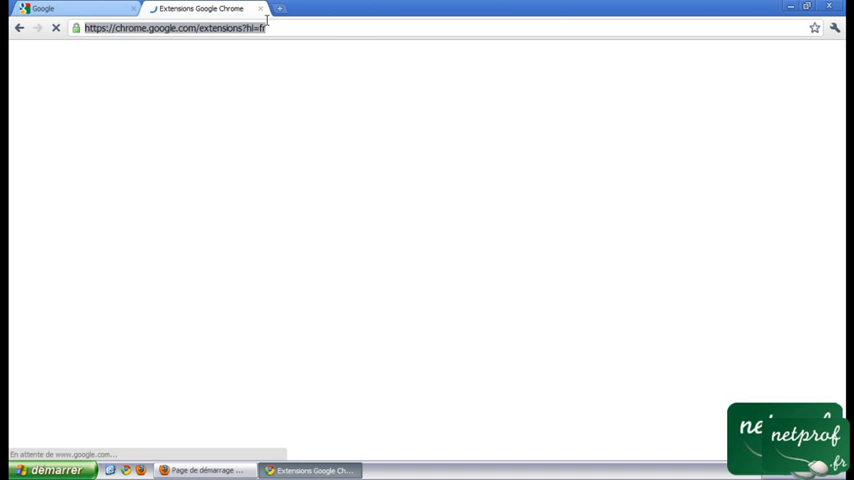 Google
Extensions Google Chrome
https://chrome.google.com/extensions?hl=fr
En attente de www.google.com...
démarrer
Page de démarrage ...
Extensions Google Ch...
netprof
.fr